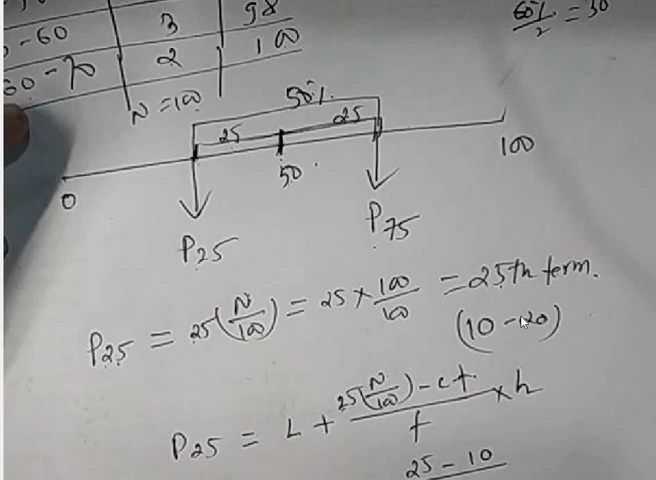 -60 3 98
60-70 2 100
N=100
60%/2 = 30
50%
25 25
0 50. 100
P25 P75
P25 = 25(N/100) = 25 × 100/100 = 25th term.
(10-20)
P25 = L + 25(N/100) - cf / f × h
25-10